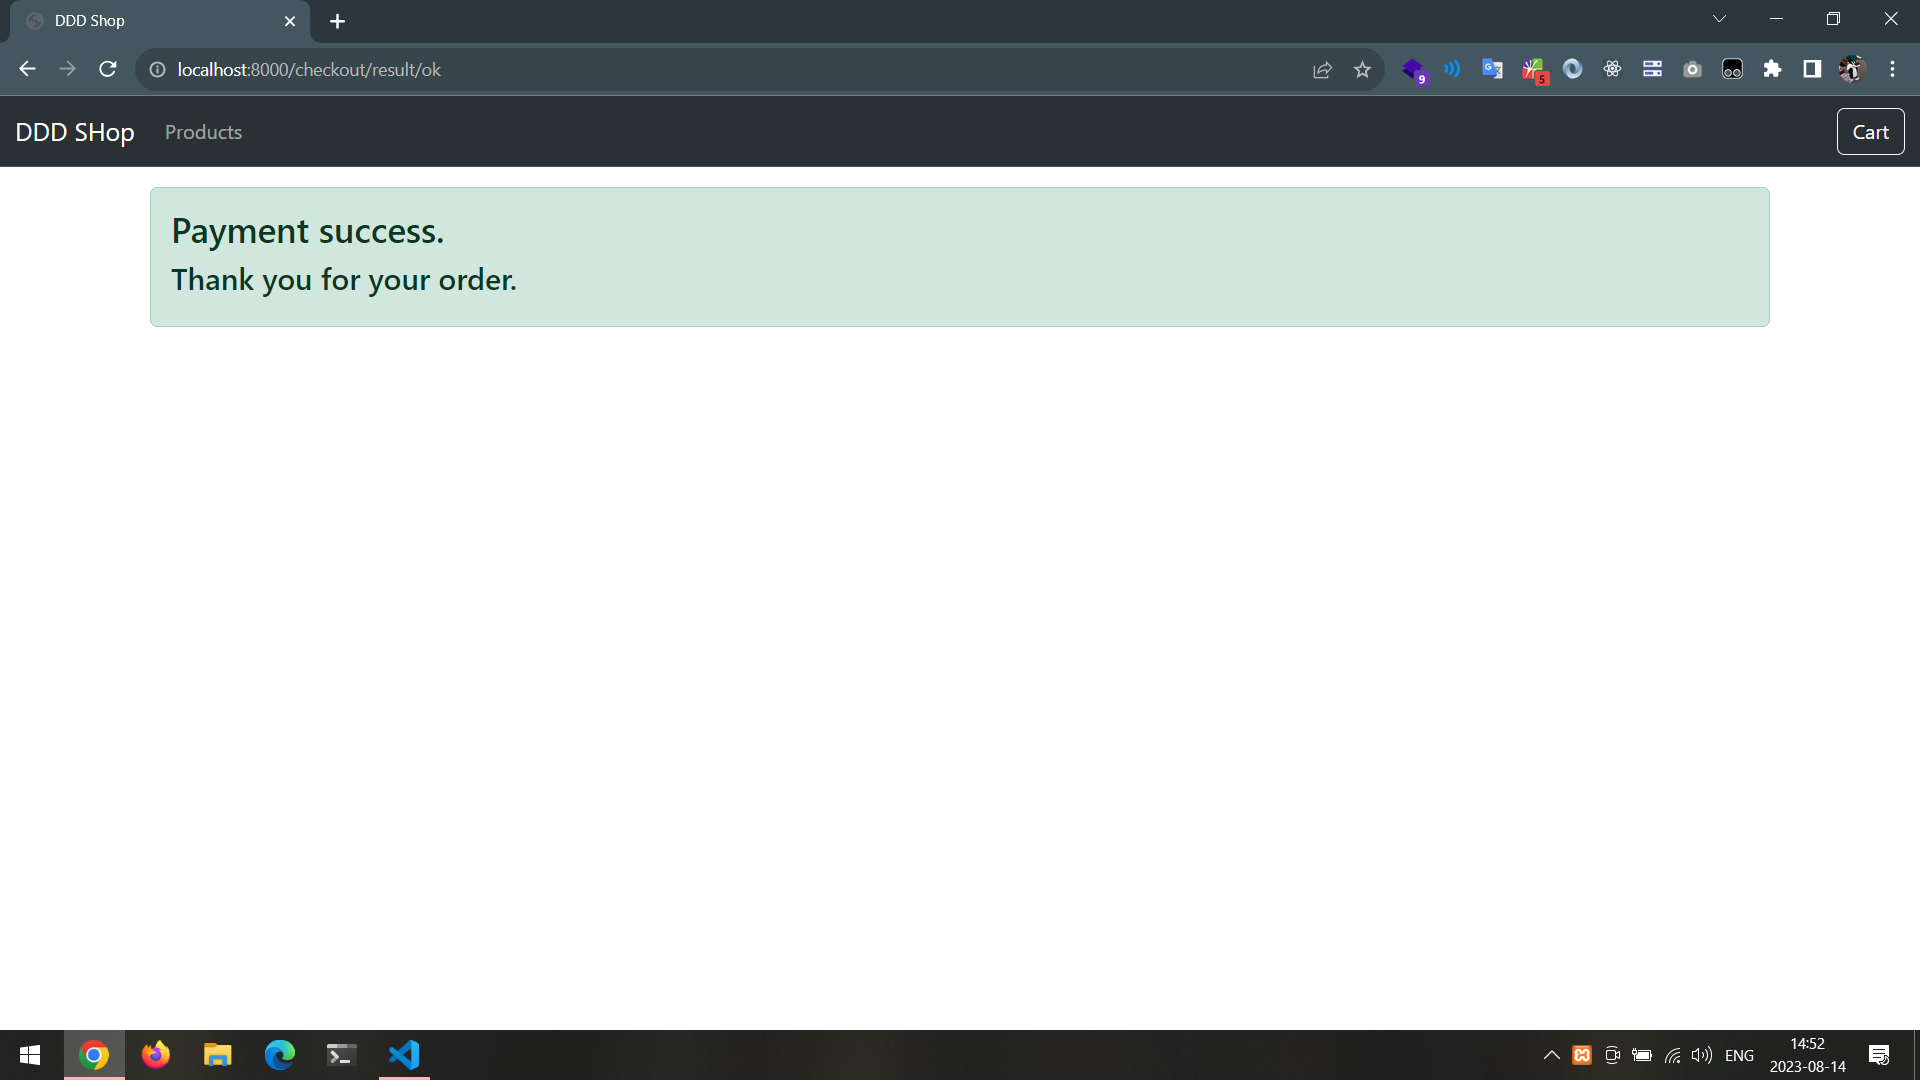 DDD Shop
localhost:8000/checkout/result/ok
9
5
DDD SHop
Products
Cart
Payment success.
Thank you for your order.
ENG
14:52
2023-08-14